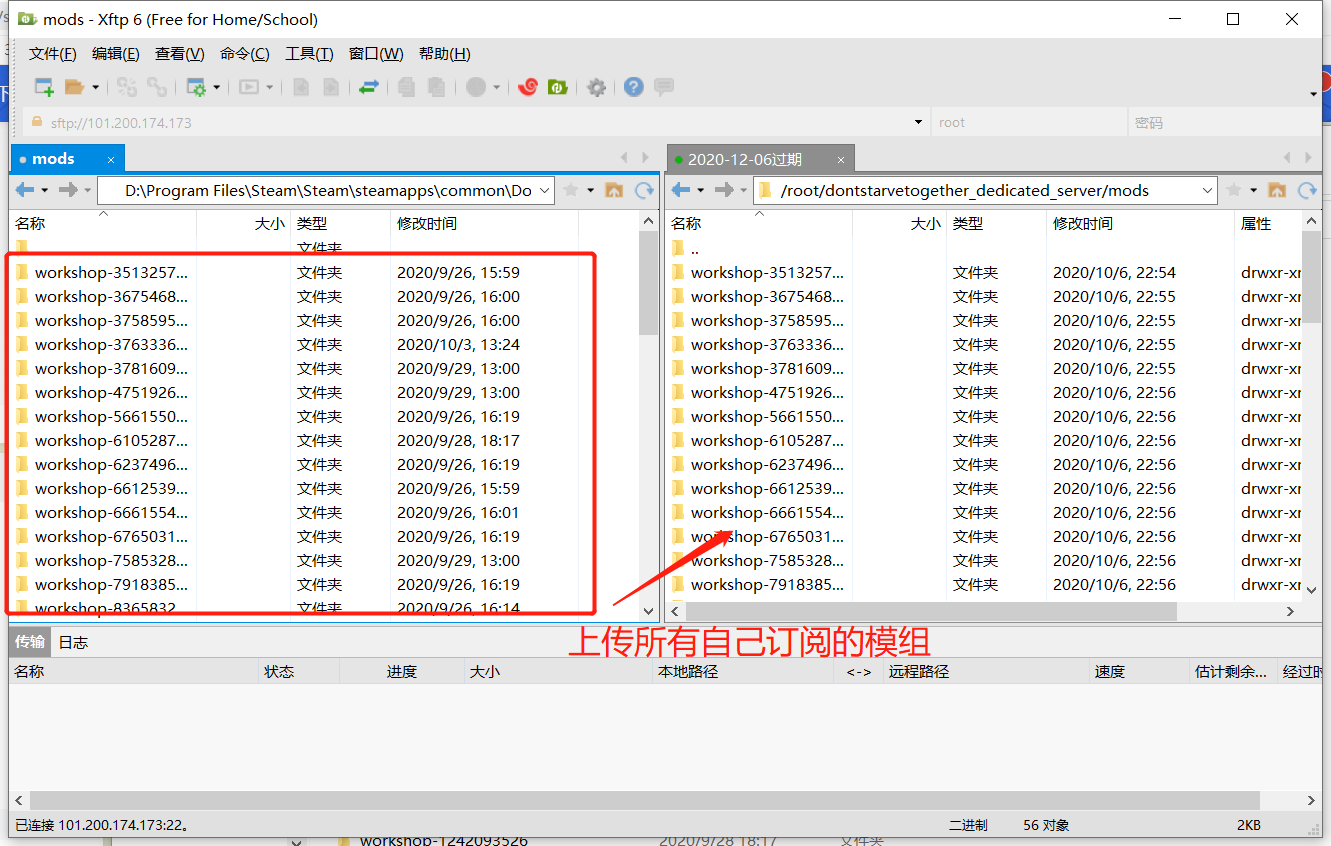 mods - Xftp 6 (Free for Home/School)
文件(F) 编辑(E) 查看(V) 命令(C) 工具(T) 窗口(W) 帮助(H)
sftp://101.200.174.173 root 密码
mods × 2020-12-06过期 ×
D:\Program Files\Steam\Steam\steamapps\common\Do /root/dontstarvetogether_dedicated_server/mods
名称 大小 类型 修改时间 名称 大小 类型 修改时间 属性
文件夹 ..
workshop-3513257... 文件夹 2020/9/26, 15:59 workshop-3513257... 文件夹 2020/10/6, 22:54 drwxr-xr
workshop-3675468... 文件夹 2020/9/26, 16:00 workshop-3675468... 文件夹 2020/10/6, 22:55 drwxr-xr
workshop-3758595... 文件夹 2020/9/26, 16:00 workshop-3758595... 文件夹 2020/10/6, 22:55 drwxr-xr
workshop-3763336... 文件夹 2020/10/3, 13:24 workshop-3763336... 文件夹 2020/10/6, 22:55 drwxr-xr
workshop-3781609... 文件夹 2020/9/29, 13:00 workshop-3781609... 文件夹 2020/10/6, 22:55 drwxr-xr
workshop-4751926... 文件夹 2020/9/29, 13:00 workshop-4751926... 文件夹 2020/10/6, 22:56 drwxr-xr
workshop-5661550... 文件夹 2020/9/26, 16:19 workshop-5661550... 文件夹 2020/10/6, 22:56 drwxr-xr
workshop-6105287... 文件夹 2020/9/28, 18:17 workshop-6105287... 文件夹 2020/10/6, 22:56 drwxr-xr
workshop-6237496... 文件夹 2020/9/26, 16:19 workshop-6237496... 文件夹 2020/10/6, 22:56 drwxr-xr
workshop-6612539... 文件夹 2020/9/26, 15:59 workshop-6612539... 文件夹 2020/10/6, 22:56 drwxr-xr
workshop-6661554... 文件夹 2020/9/26, 16:01 workshop-6661554... 文件夹 2020/10/6, 22:56 drwxr-xr
workshop-6765031... 文件夹 2020/9/26, 16:19 workshop-6765031... 文件夹 2020/10/6, 22:56 drwxr-xr
workshop-7585328... 文件夹 2020/9/29, 13:00 workshop-7585328... 文件夹 2020/10/6, 22:56 drwxr-xr
workshop-7918385... 文件夹 2020/9/26, 16:19 workshop-7918385... 文件夹 2020/10/6, 22:56 drwxr-xr
workshop-8365832 文件夹 2020/9/26, 16:14
上传所有自己订阅的模组
传输 日志
名称 状态 进度 大小 本地路径 <-> 远程路径 速度 估计剩余... 经过时
已连接 101.200.174.173:22。 二进制 56 对象 2KB
workshop-1242093526 2020/9/28 18:17 文件夹